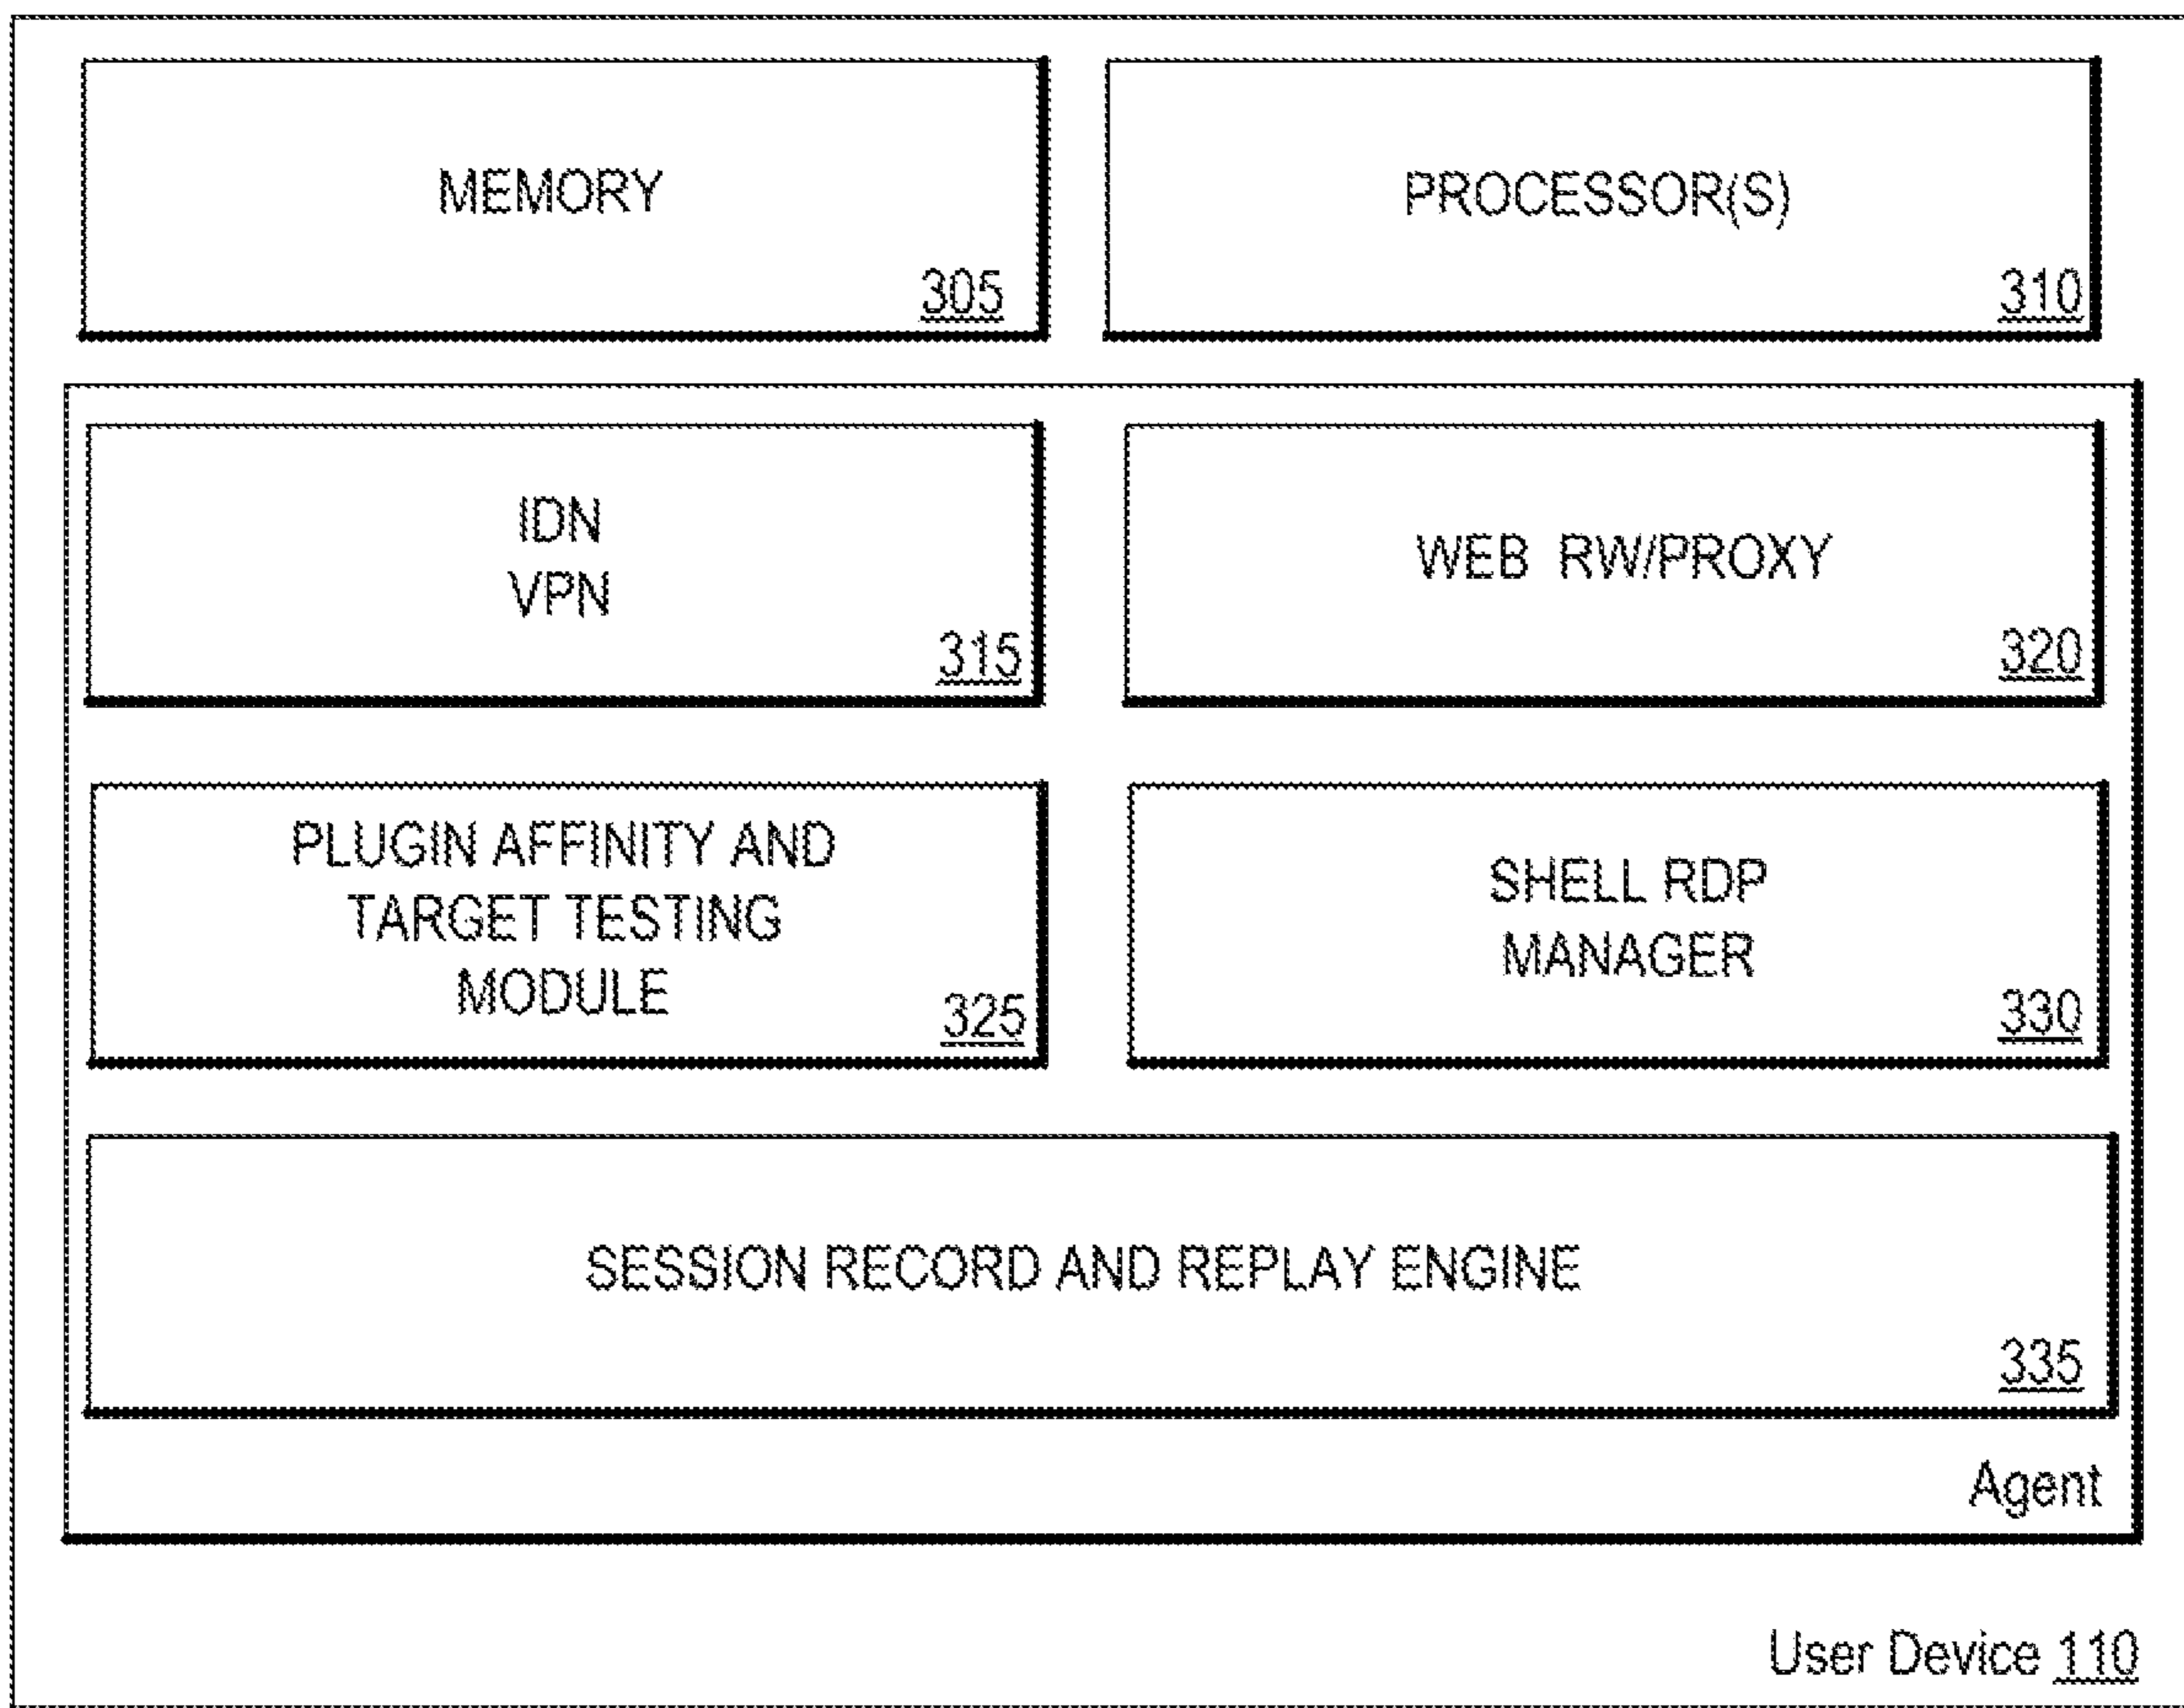 MEMORY
305
PROCESSOR(S)
310
IDN
VPN
315
WEB RW/PROXY
320
PLUGIN AFFINITY AND
TARGET TESTING
MODULE
325
SHELL RDP
MANAGER
330
SESSION RECORD AND REPLAY ENGINE
335
Agent
User Device 110